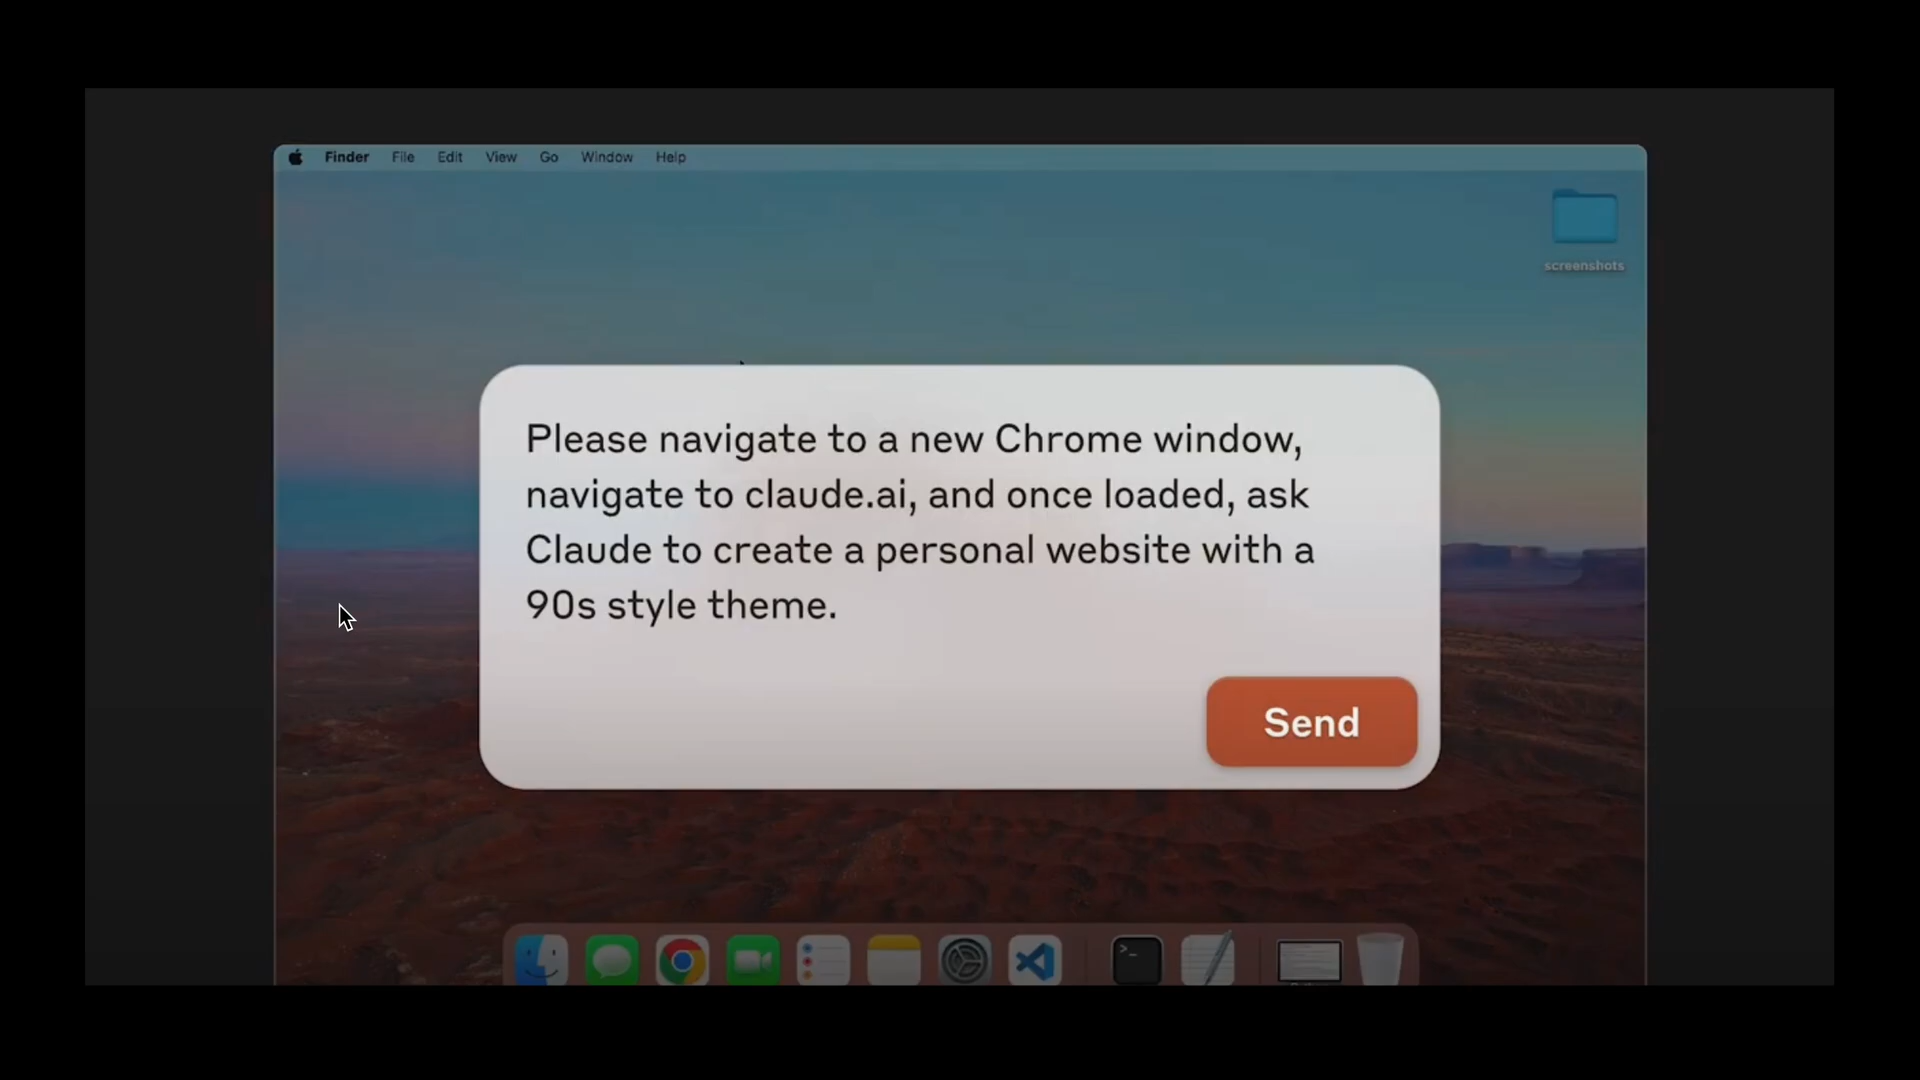 Finder File Edit View Go Window Help
screenshots
Please navigate to a new Chrome window,
navigate to claude.ai, and once loaded, ask
Claude to create a personal website with a
90s style theme.
Send